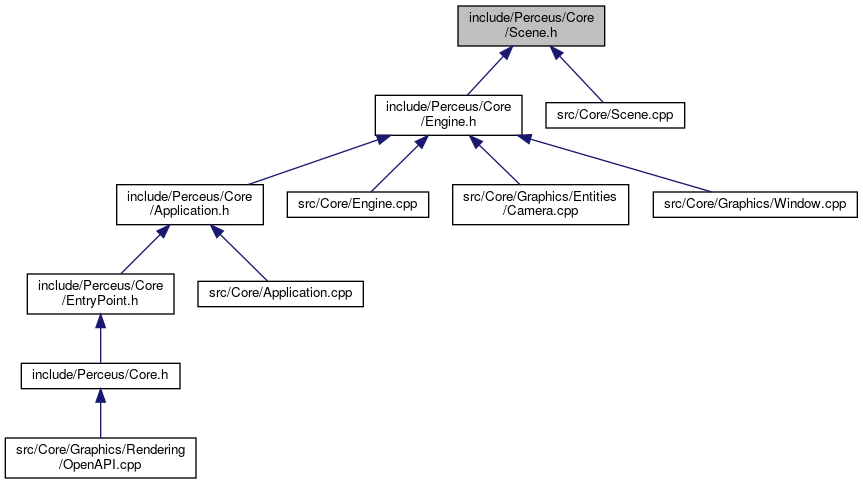 include/Perceus/Core
/Scene.h
include/Perceus/Core
/Engine.h
src/Core/Scene.cpp
include/Perceus/Core
/Application.h
src/Core/Engine.cpp
src/Core/Graphics/Entities
/Camera.cpp
src/Core/Graphics/Window.cpp
include/Perceus/Core
/EntryPoint.h
src/Core/Application.cpp
include/Perceus/Core.h
src/Core/Graphics/Rendering
/OpenAPI.cpp